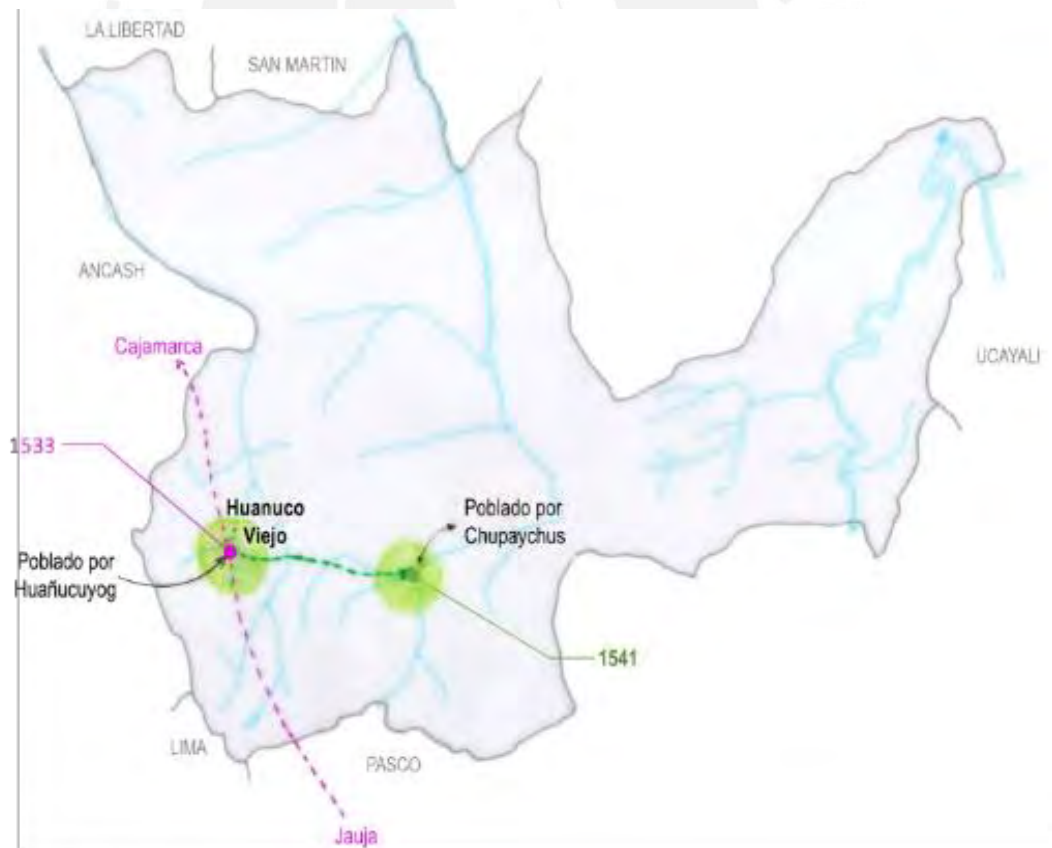 LA LIBERTAD
SAN MARTIN
ANCASH
Cajamarca
UCAYALI
1533
Huanuco
Viejo
Poblado por
Chupaychus
Poblado por
Huañucuyog
1541
LIMA
PASCO
Jauja